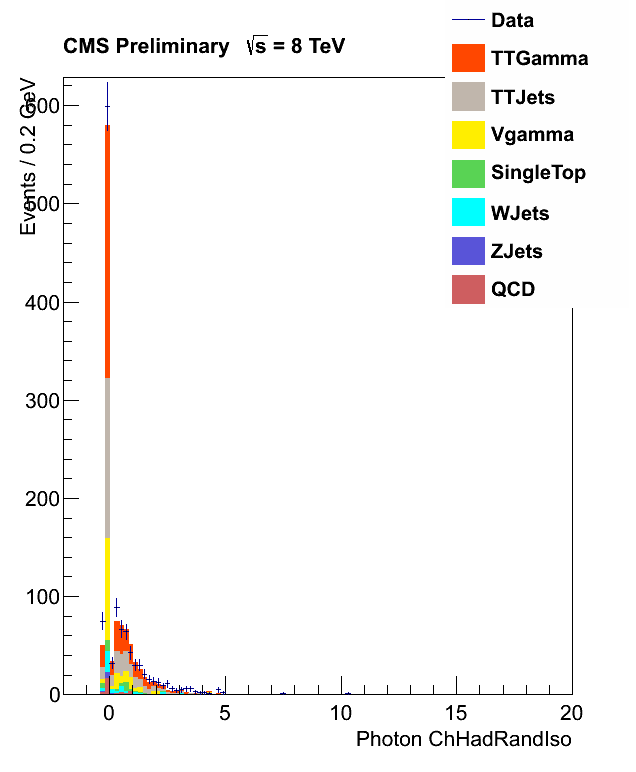 CMS Preliminary √s = 8 TeV
Data
TTGamma
TTJets
Vgamma
SingleTop
WJets
ZJets
QCD
Events / 0.2 GeV
600
500
400
300
200
100
0
0 5 10 15 20
Photon ChHadRandIso